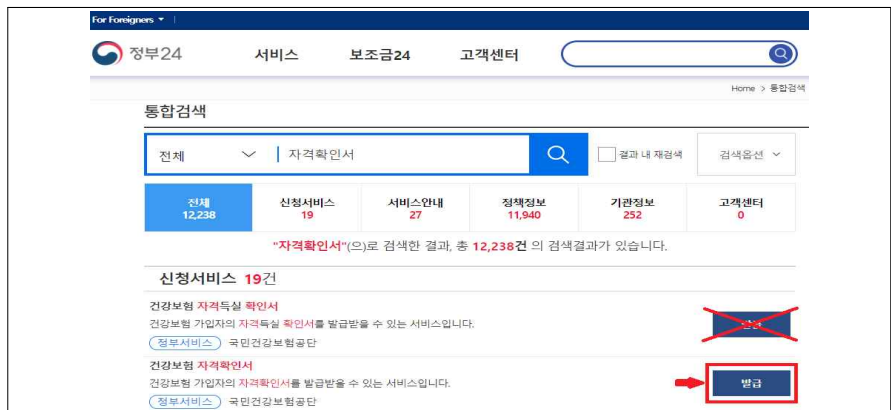 For Foreigners
정부24 서비스 보조금24 고객센터
Home > 통합검색
통합검색
전체 자격확인서 결과 내 재검색 검색옵션
전체 신청서비스 서비스안내 정책정보 기관정보 고객센터
12,238 19 27 11,940 252 0
"자격확인서"(으)로 검색한 결과, 총 12,238건 의 검색결과가 있습니다.
신청서비스 19건
건강보험 자격득실 확인서
건강보험 가입자의 자격득실 확인서를 발급받을 수 있는 서비스입니다.
정부서비스 국민건강보험공단
건강보험 자격확인서
건강보험 가입자의 자격확인서를 발급받을 수 있는 서비스입니다.
발급
정부서비스 국민건강보험공단